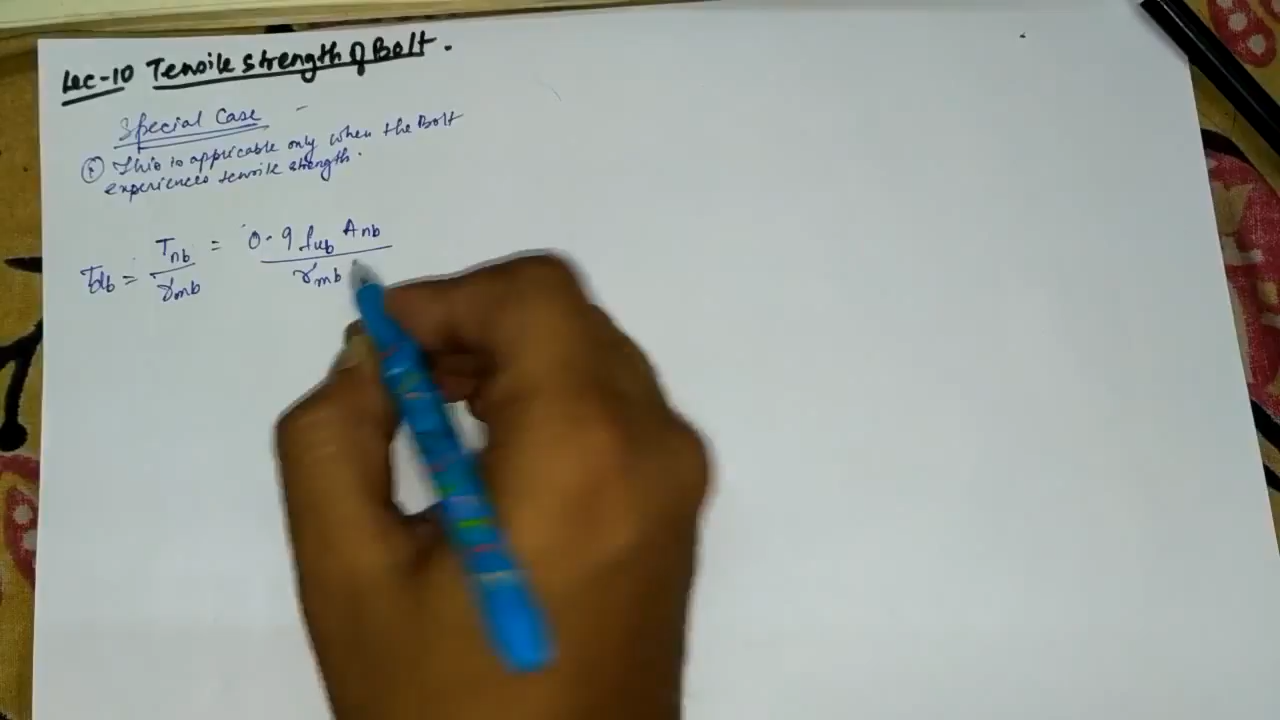 Lec-10 Tensile strength of Bolt.
Special Case
This is applicable only when the Bolt
experiences tensile strength.
Tdb = Tnb / γmb = 0.9 fub Anb / γmb